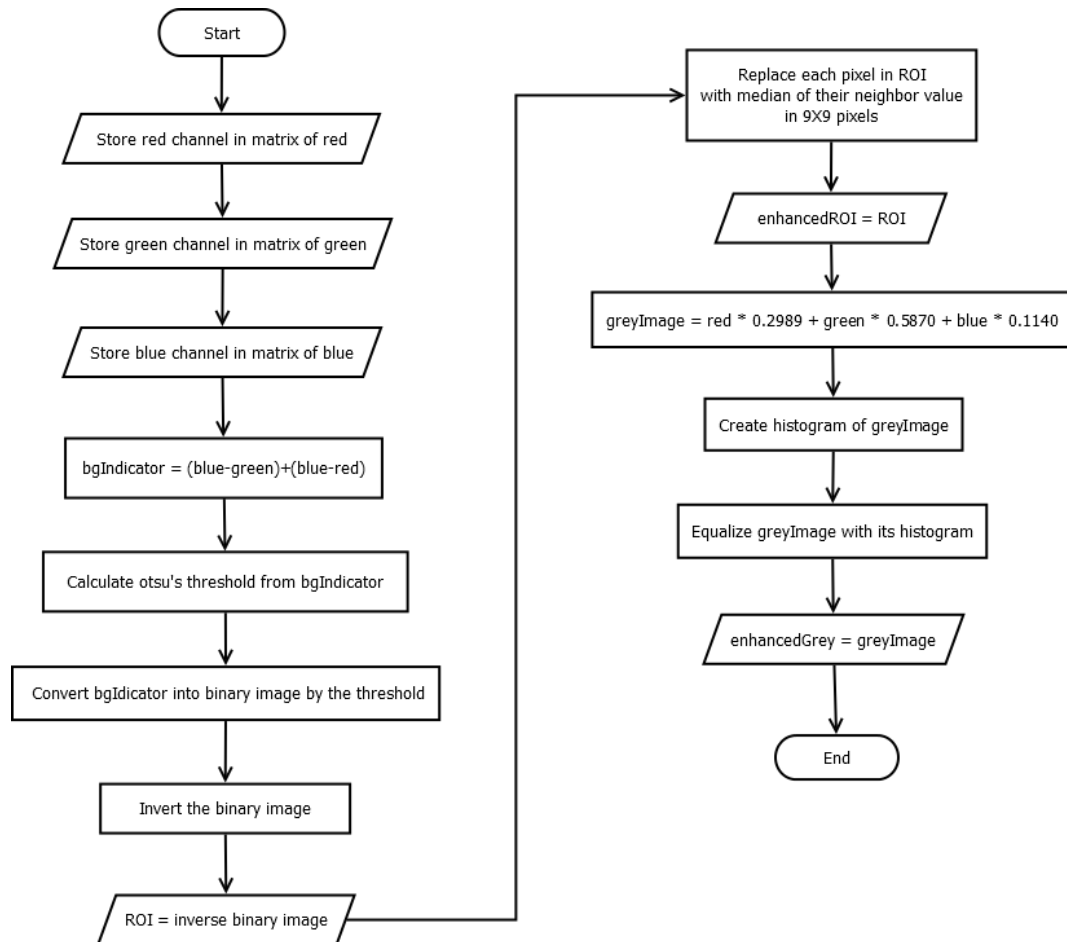 Start
Store red channel in matrix of red
Store green channel in matrix of green
Store blue channel in matrix of blue
bgIndicator = (blue-green)+(blue-red)
Calculate otsu's threshold from bgIndicator
Convert bgIdicator into binary image by the threshold
Invert the binary image
ROI = inverse binary image
Replace each pixel in ROI
with median of their neighbor value
in 9X9 pixels
enhancedROI = ROI
greyImage = red * 0.2989 + green * 0.5870 + blue * 0.1140
Create histogram of greyImage
Equalize greyImage with its histogram
enhancedGrey = greyImage
End